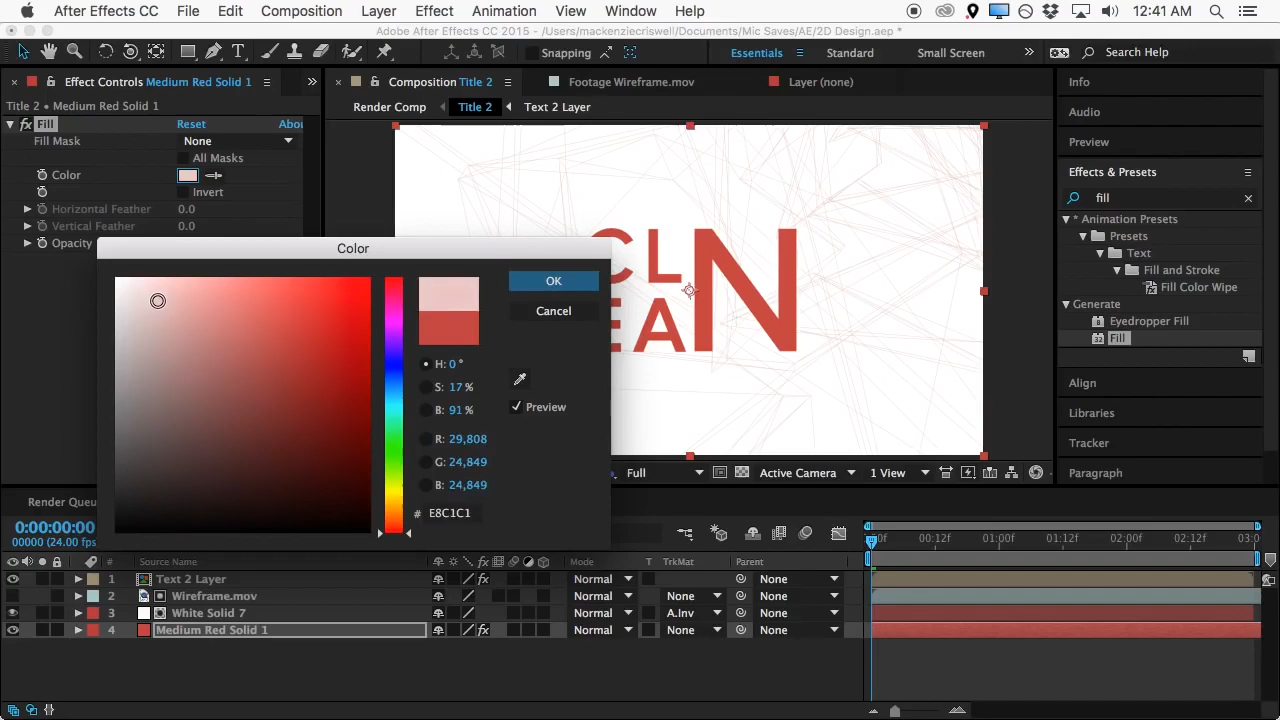 After Effects CC File Edit Composition Layer Effect Animation View Window Help 12:41 AM
Adobe After Effects CC 2015 - /Users/mackenziecriswell/Documents/Mic Saves/AE/2D Design.aep *
Snapping Essentials Standard Small Screen Search Help
Effect Controls Medium Red Solid 1
Composition Title 2
Footage Wireframe.mov
Layer (none)
Info
Title 2 • Medium Red Solid 1
Render Comp Title 2 Text 2 Layer
Audio
fx Fill Reset Abou
Fill Mask None
Preview
All Masks
Color
Effects & Presets
Invert
fill
Horizontal Feather 0.0
* Animation Presets
Vertical Feather 0.0
Presets
Opacity
Text
Fill and Stroke
Fill Color Wipe
Generate
Eyedropper Fill
Fill
CL
EA
N
Color
OK
Cancel
H: 0 °
S: 17 %
B: 91 %
Preview
R: 29,808
G: 24,849
B: 24,849
# E8C1C1
Align
Libraries
Tracker
Paragraph
Full Active Camera 1 View
Render Queu
0:00:00:00
00000 (24.00 fp
00f 00:12f 01:00f 01:12f 02:00f 02:12f 03:0
# Source Name Mode T TrkMat Parent
1 Text 2 Layer fx Normal None
2 Wireframe.mov Normal None None
3 White Solid 7 Normal A.Inv None
4 Medium Red Solid 1 fx Normal None None